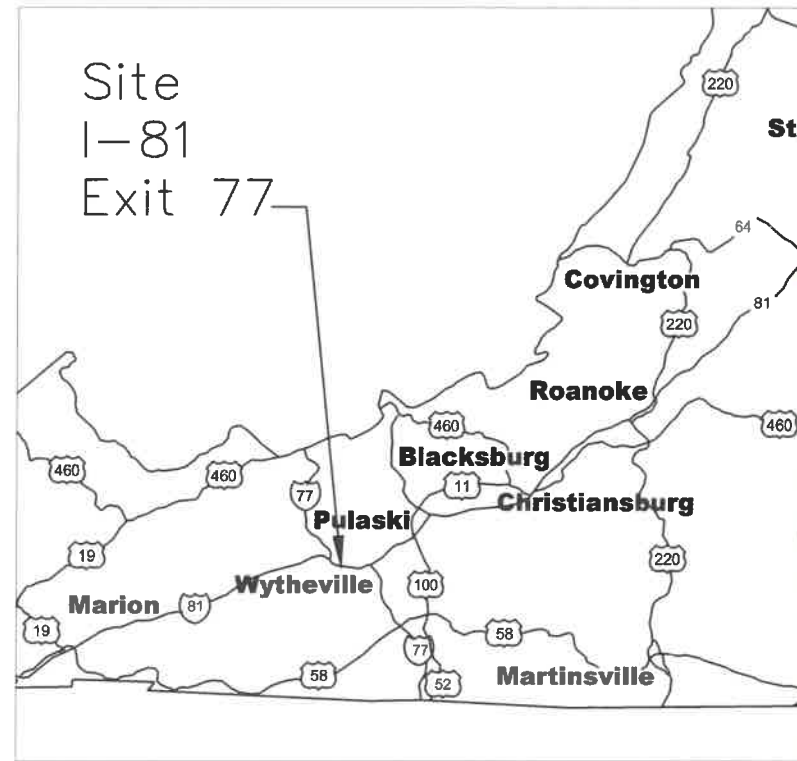 Site
I-81
Exit 77
220
St
64
Covington
81
220
Roanoke
460
460
Blacksburg
460
460
11
77
Christiansburg
Pulaski
19
220
100
Wytheville
Marion
81
19
58
77
58
Martinsville
52